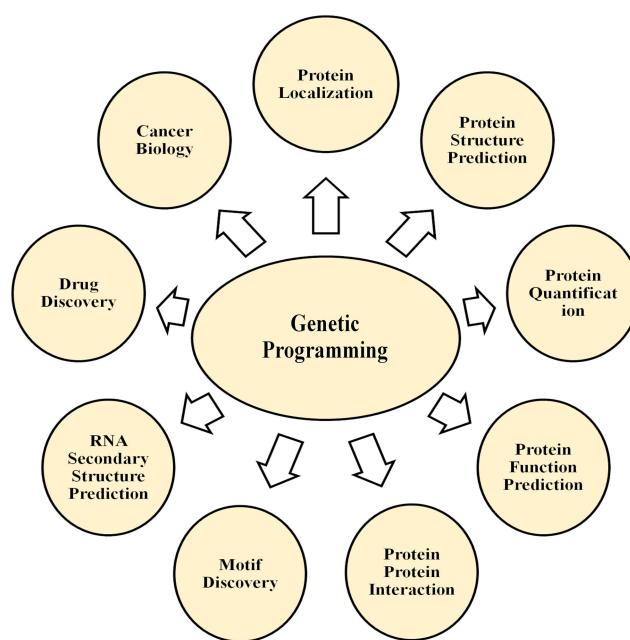 Protein
Localization
Cancer
Biology
Protein
Structure
Prediction
Drug
Discovery
Protein
Quantificat
ion
Genetic
Programming
RNA
Secondary
Structure
Prediction
Protein
Function
Prediction
Motif
Discovery
Protein
Protein
Interaction